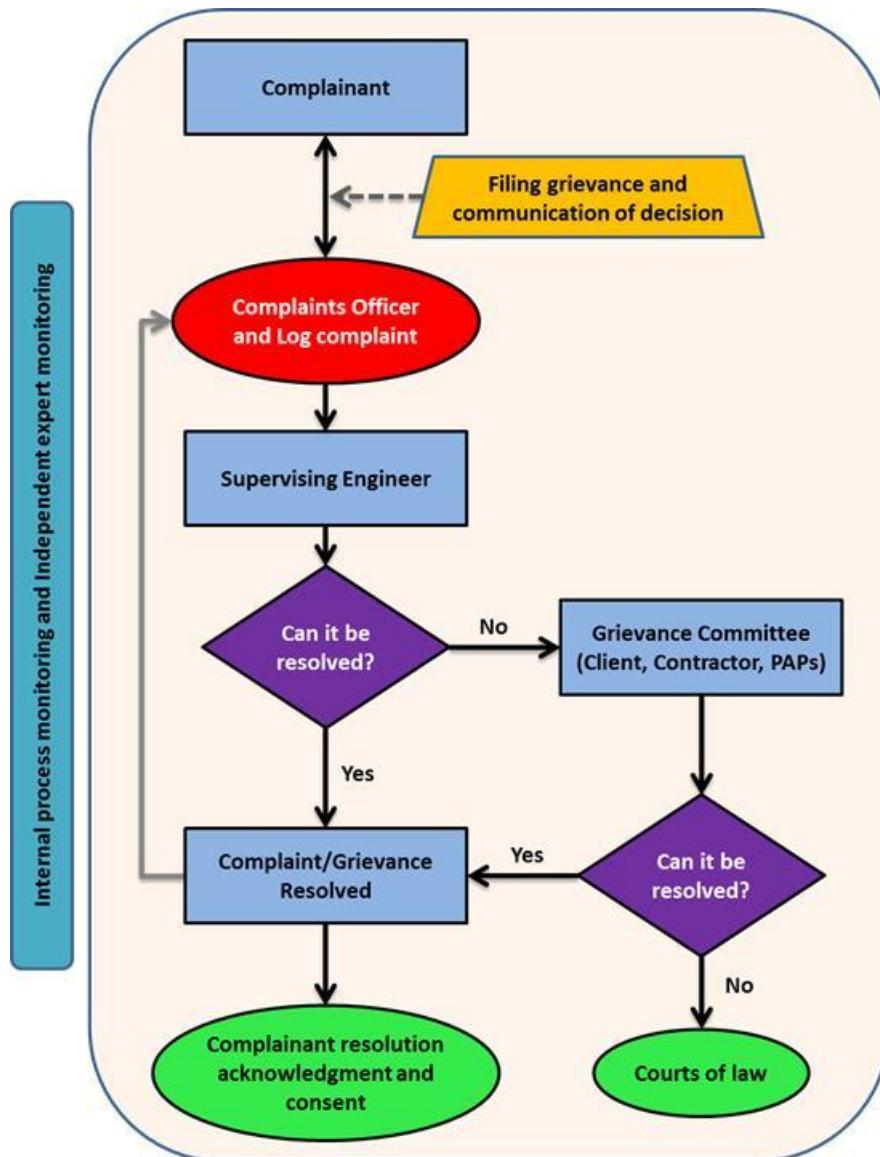 Complainant
Filing grievance and
communication of decision
Internal process monitoring and Independent expert monitoring
Complaints Officer
and Log complaint
Supervising Engineer
Can it be
resolved?
No
Grievance Committee
(Client, Contractor, PAPs)
Yes
Complaint/Grievance
Resolved
Yes
Can it be
resolved?
No
Complainant resolution
acknowledgment and
consent
Courts of law